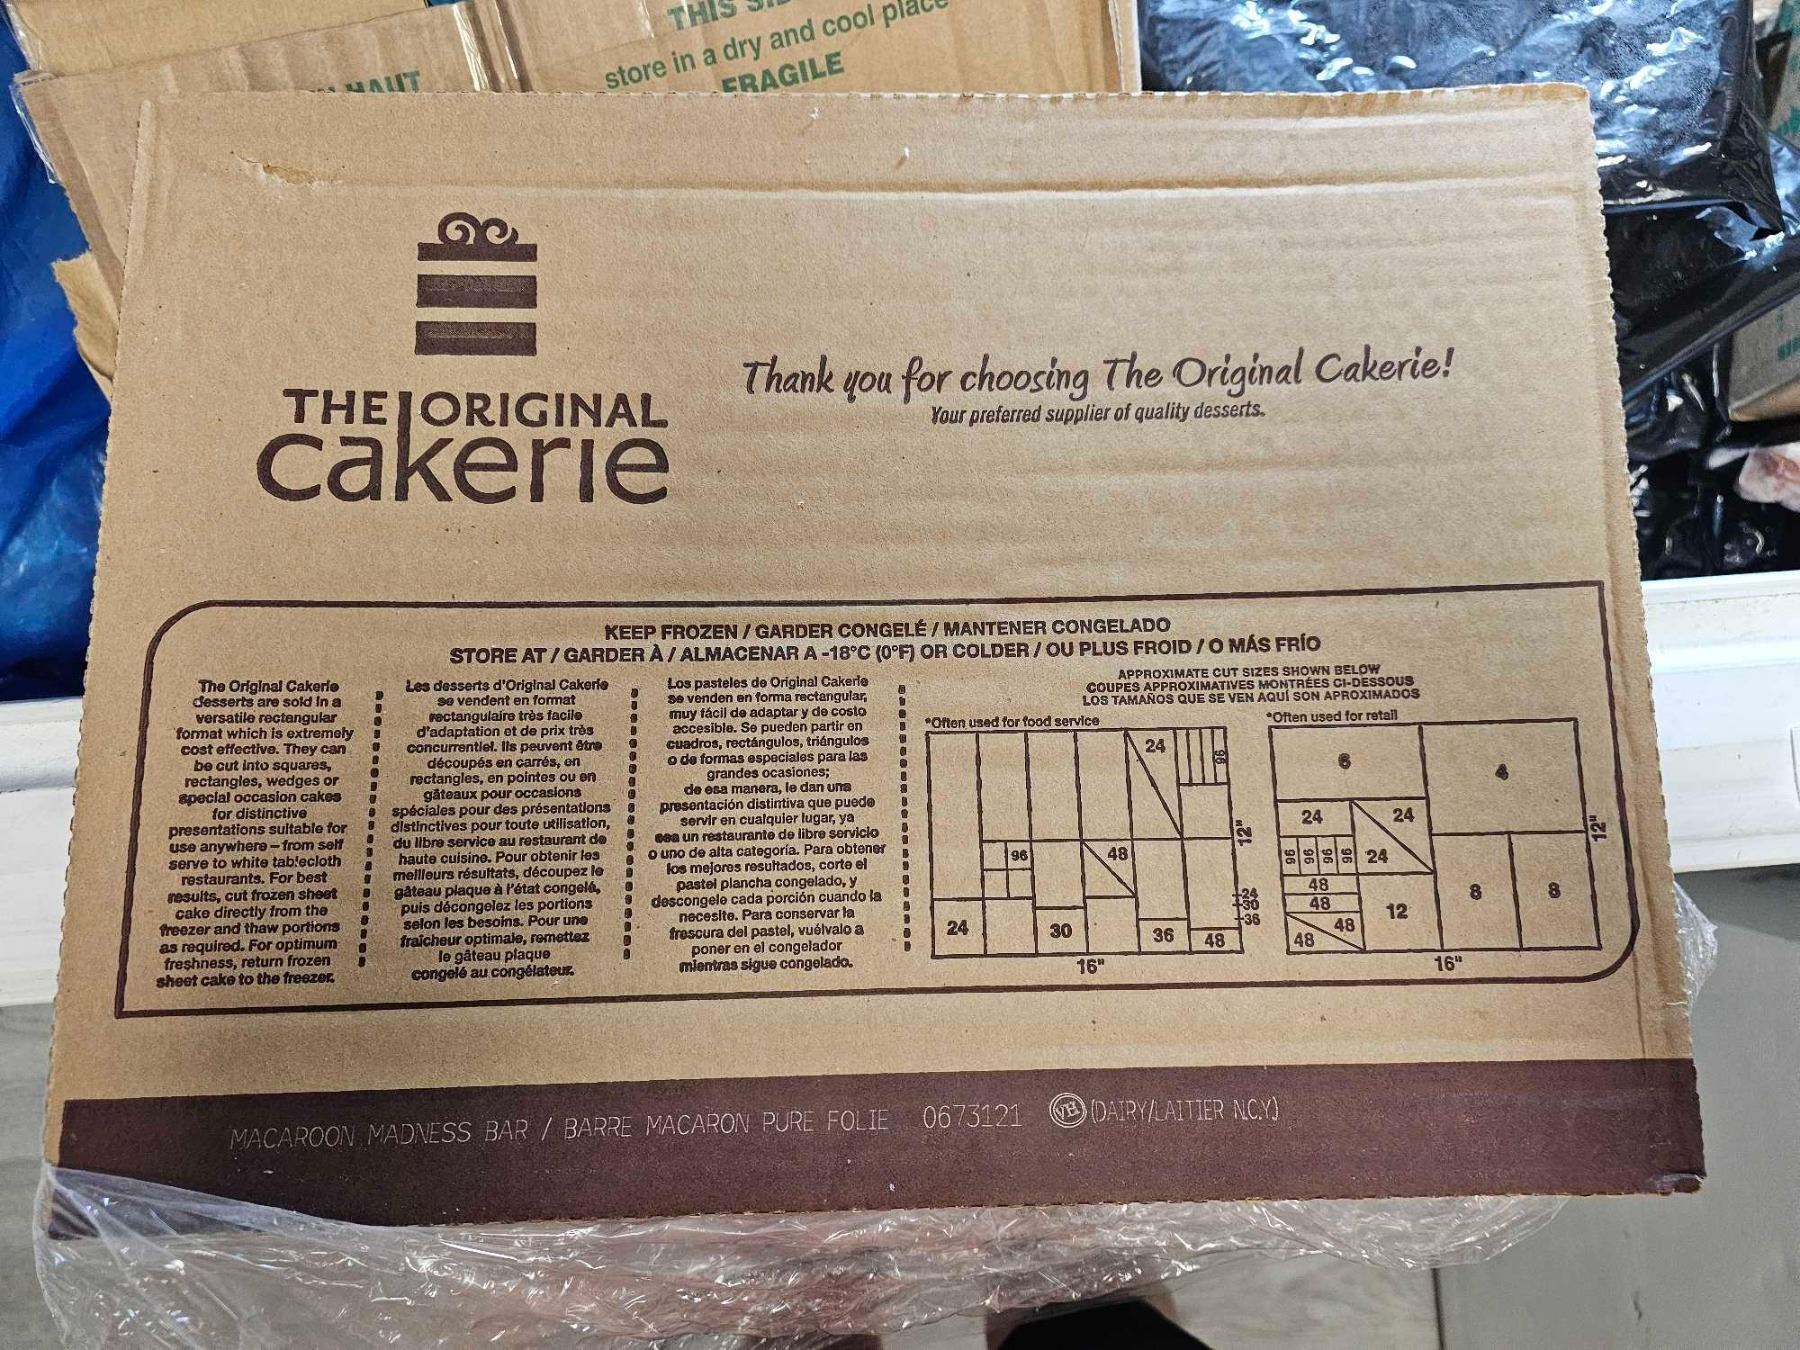 THIS
store in a dry and cool place
FRAGILE
HAUT
THE ORIGINAL
cakerie
Thank you for choosing The Original Cakerie!
Your preferred supplier of quality desserts.
KEEP FROZEN / GARDER CONGELÉ / MANTENER CONGELADO
STORE AT / GARDER À / ALMACENAR A -18°C (0°F) OR COLDER / OU PLUS FROID / O MÁS FRÍO
The Original Cakerie
desserts are sold in a
versatile rectangular
format which is extremely
cost effective. They can
be cut into squares,
rectangles, wedges or
special occasion cakes
for distinctive
presentations suitable for
use anywhere – from self
serve to white tablecloth
restaurants. For best
results, cut frozen sheet
cake directly from the
freezer and thaw portions
as required. For optimum
freshness, return frozen
sheet cake to the freezer.
Les desserts d'Original Cakerie
se vendent en format
rectangulaire très facile
d'adaptation et de prix très
concurrentiel. Ils peuvent être
découpés en carrés, en
rectangles, en pointes ou en
gâteaux pour occasions
spéciales pour des présentations
distinctives pour toute utilisation,
du libre service au restaurant de
haute cuisine. Pour obtenir les
meilleurs résultats, découpez le
gâteau plaque à l'état congelé,
puis décongelez les portions
selon les besoins. Pour une
fraîcheur optimale, remettez
le gâteau plaque
congelé au congélateur.
Los pasteles de Original Cakerie
se venden en forma rectangular,
muy fácil de adaptar y de costo
accesible. Se pueden partir en
cuadros, rectángulos, triángulos
o de formas especiales para las
grandes ocasiones;
de esa manera, le dan una
presentación distintiva que puede
servir en cualquier lugar, ya
sea un restaurante de libre servicio
o uno de alta categoría. Para obtener
los mejores resultados, corte el
pastel plancha congelado, y
descongele cada porción cuando la
necesite. Para conservar la
frescura del pastel, vuélvalo a
poner en el congelador
mientras sigue congelado.
APPROXIMATE CUT SIZES SHOWN BELOW
COUPES APPROXIMATIVES MONTRÉES CI-DESSOUS
LOS TAMAÑOS QUE SE VEN AQUÍ SON APROXIMADOS
*Often used for food service
24 96
96 48
12"
24
30
36
24 30 36 48
16"
*Often used for retail
6 4
24 24
12"
96 96 96 96 24
48
48 12 8 8
48
48
16"
MACAROON MADNESS BAR / BARRE MACARON PURE FOLIE 0673121 VH (DAIRY/LAITIER N.C.Y.)